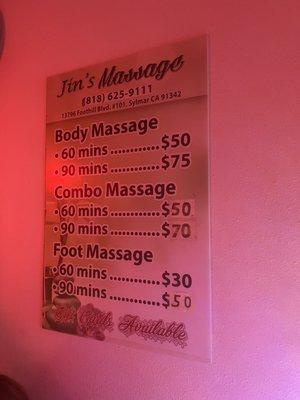 Jin's Massage
(818) 625-9111
13796 Foothill Blvd. #101, Sylmar CA 91342
Body Massage
• 60 mins ............$50
• 90 mins ............$75
Combo Massage
• 60 mins ............$50
• 90 mins ............$70
Foot Massage
• 60 mins ............$30
• 90 mins ............$50
Gift Cards Available